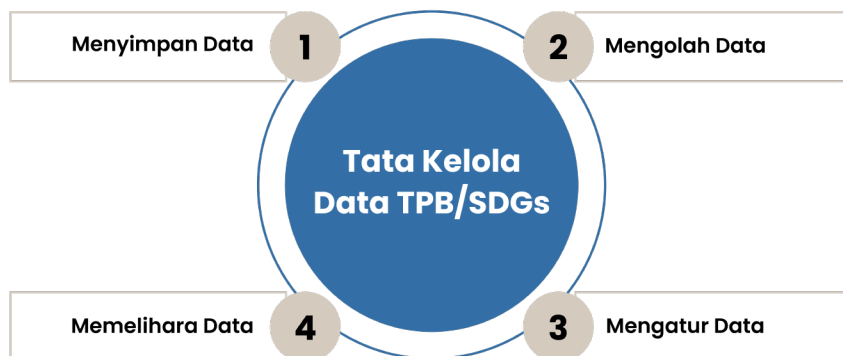 Menyimpan Data
1
2
Mengolah Data
Tata Kelola
Data TPB/SDGs
Memelihara Data
4
3
Mengatur Data